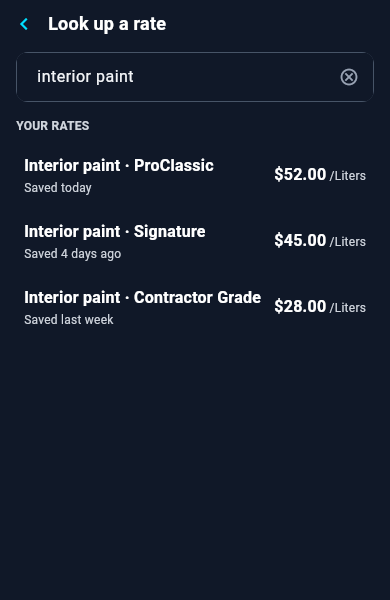 Look up a rate
interior paint
YOUR RATES
Interior paint · ProClassic
Saved today
$52.00 /Liters
Interior paint · Signature
Saved 4 days ago
$45.00 /Liters
Interior paint · Contractor Grade
Saved last week
$28.00 /Liters